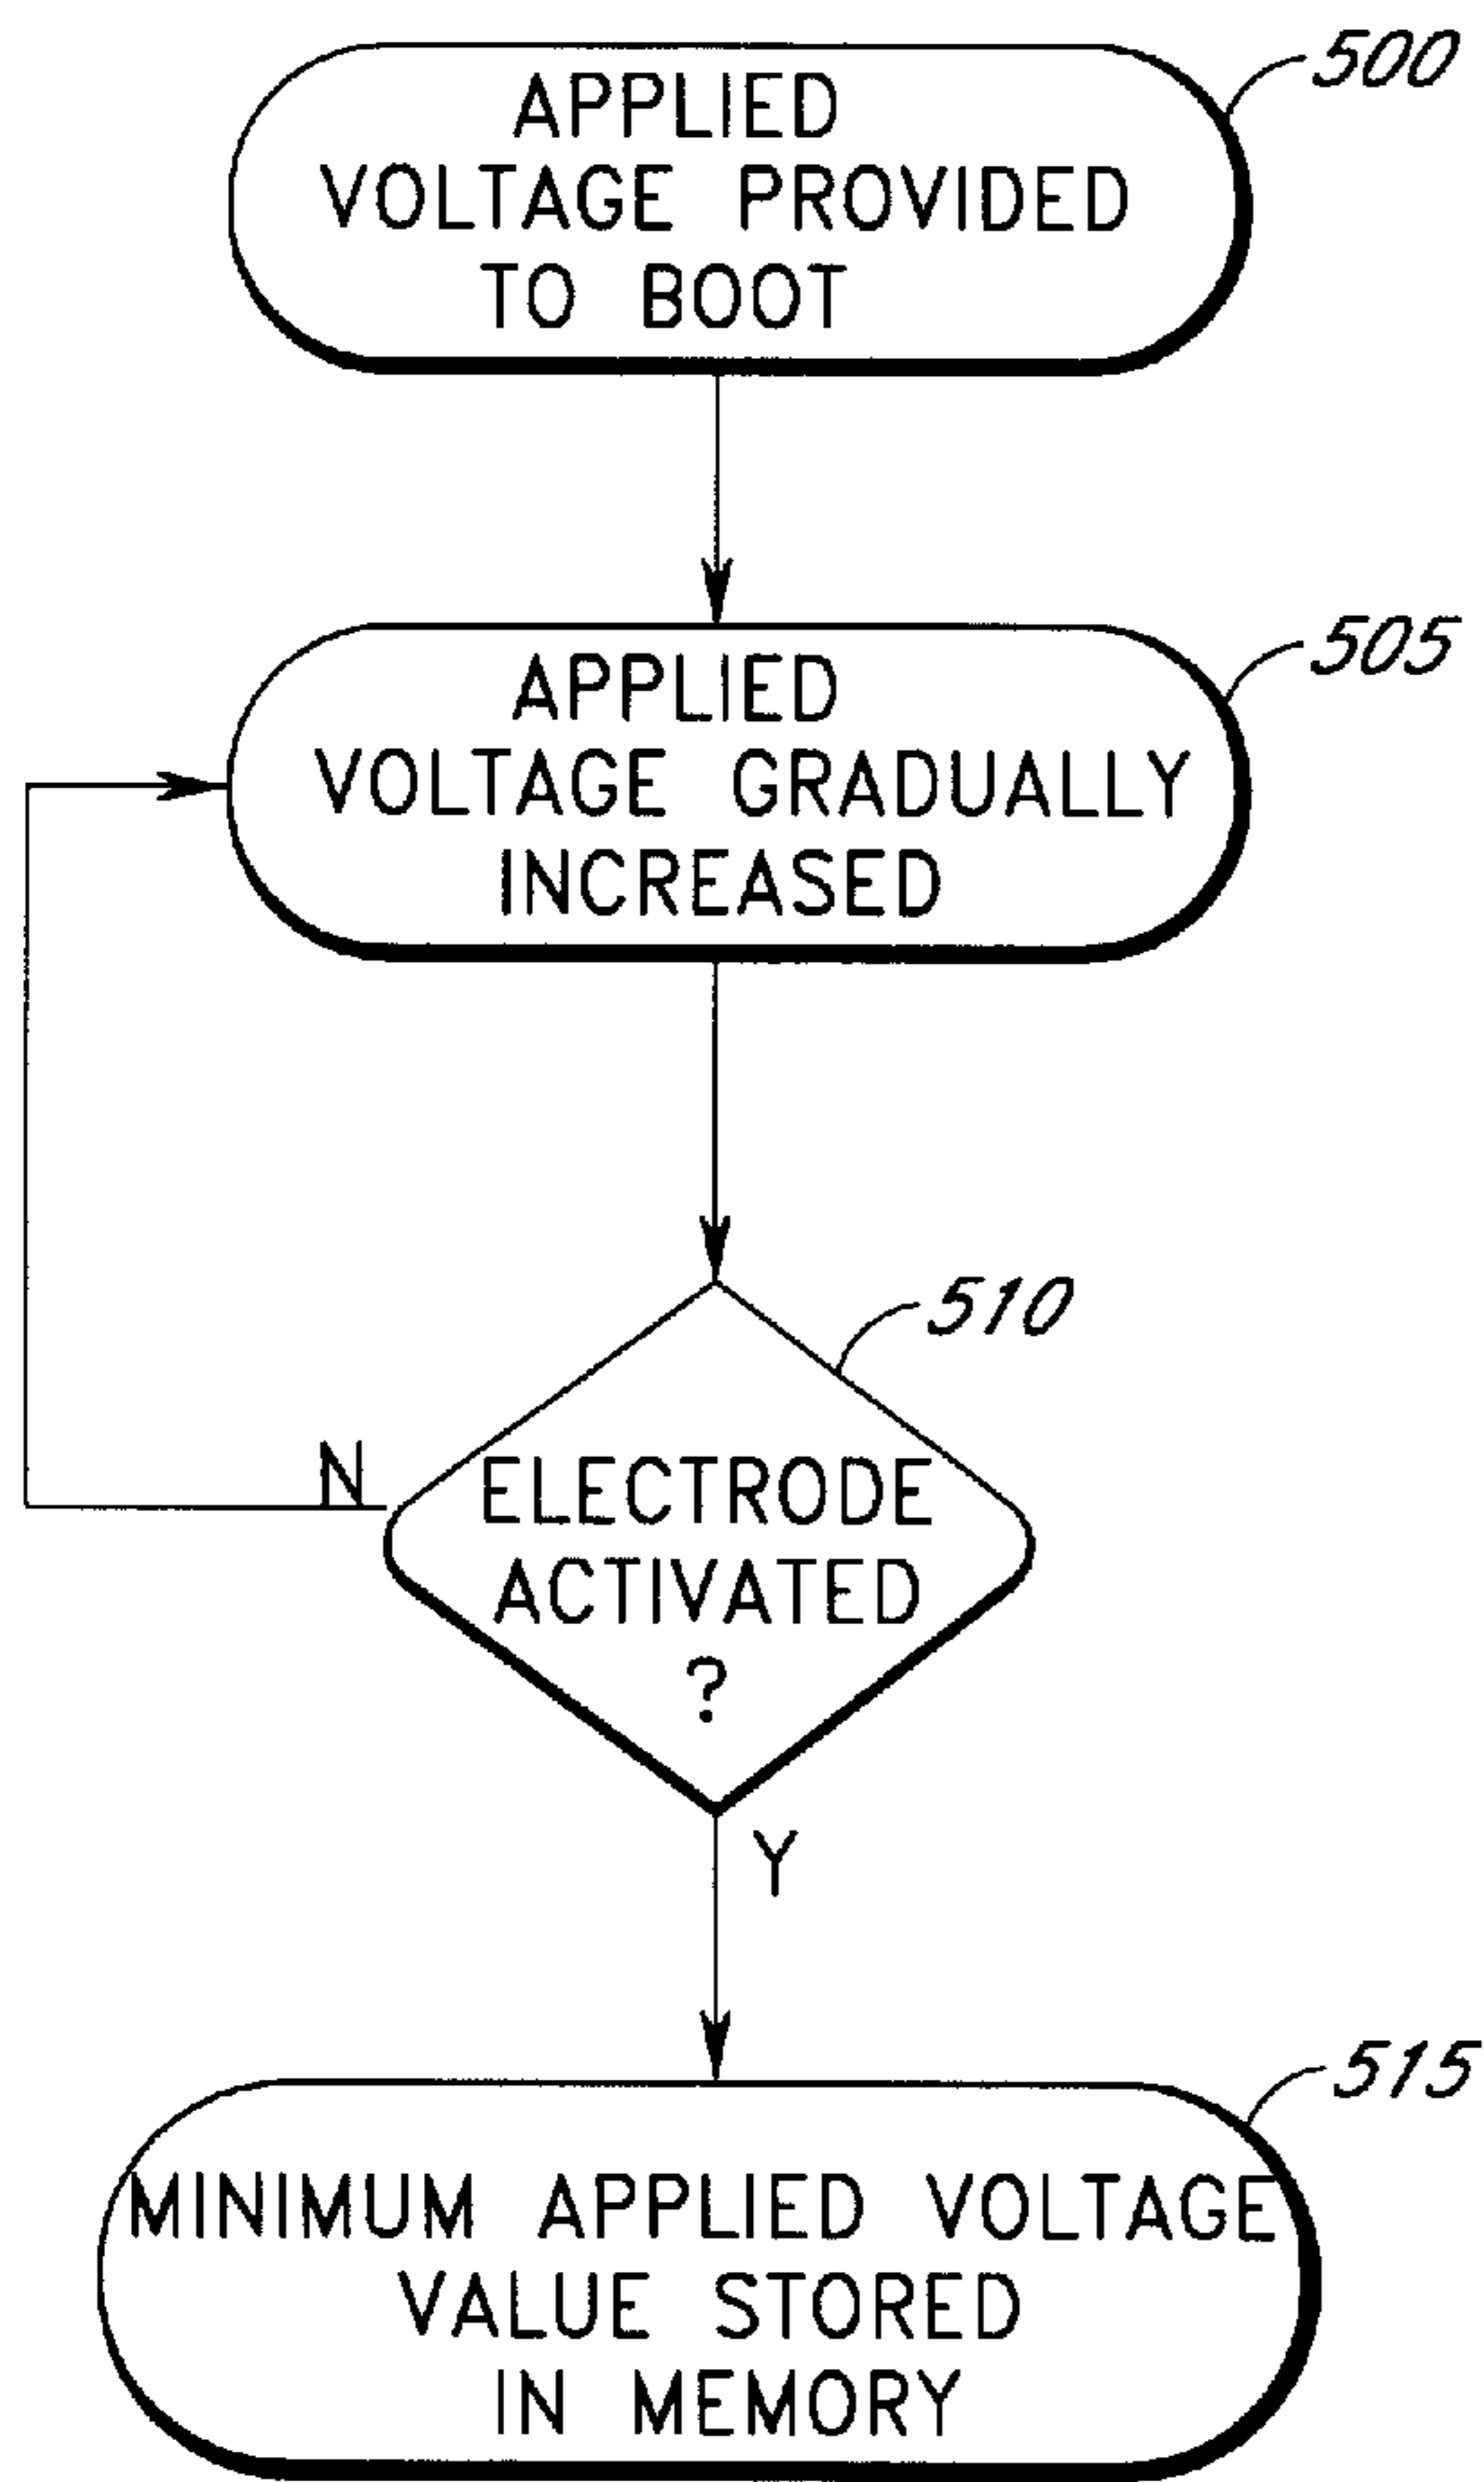 500
APPLIED
VOLTAGE PROVIDED
TO BOOT
505
APPLIED
VOLTAGE GRADUALLY
INCREASED
510
N
ELECTRODE
ACTIVATED
?
Y
515
MINIMUM APPLIED VOLTAGE
VALUE STORED
IN MEMORY